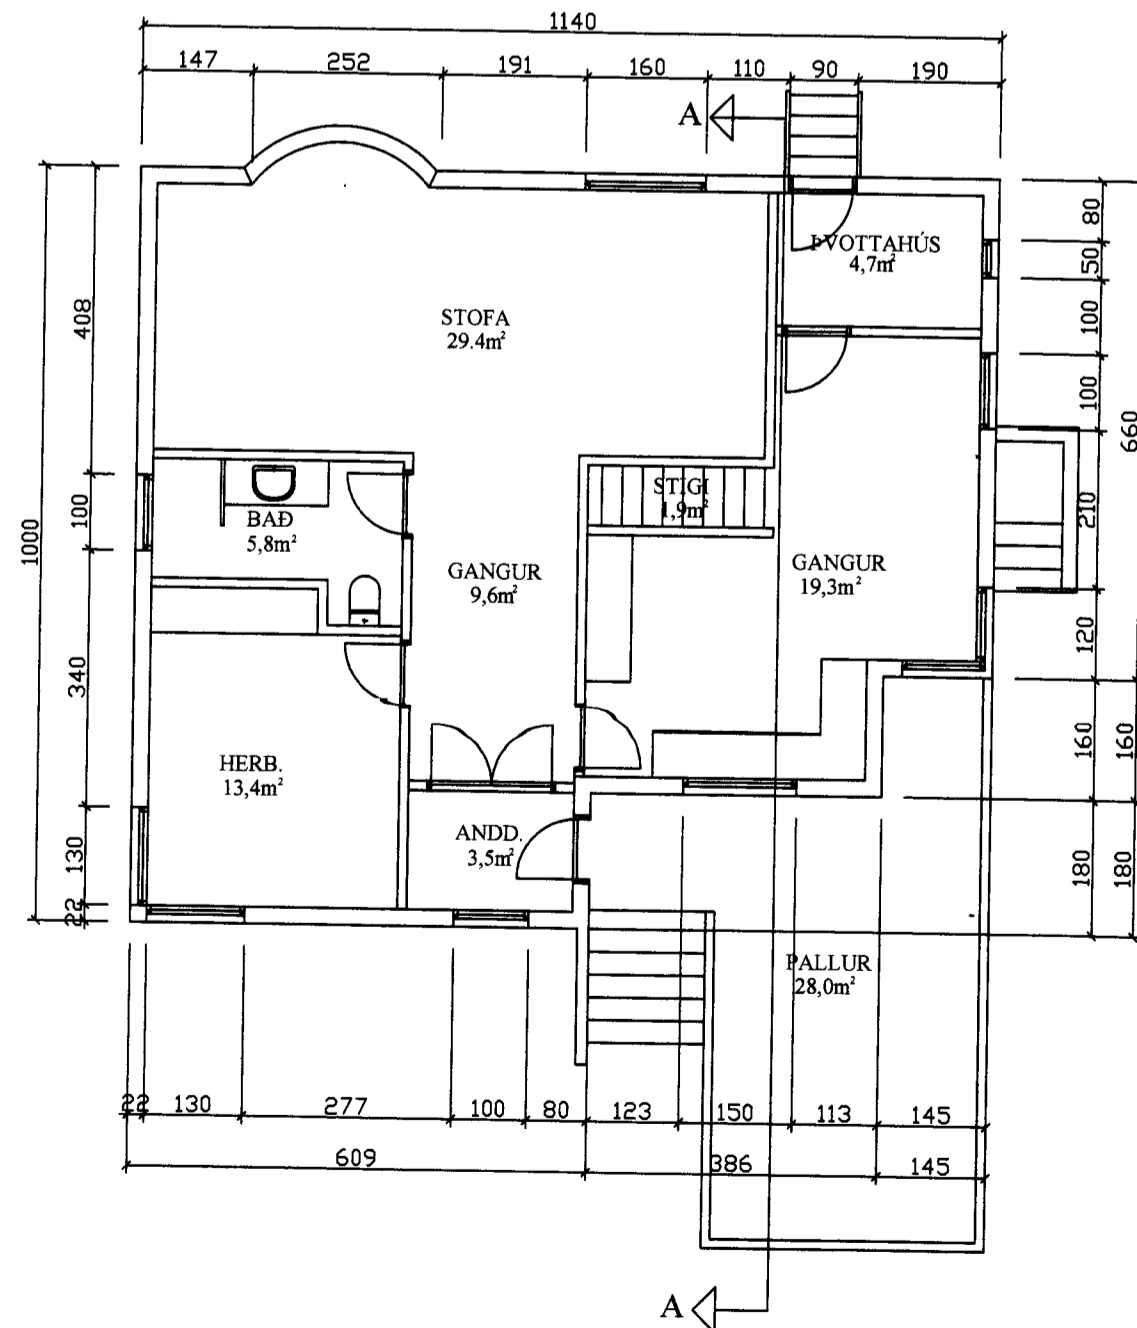 1140
147 252 191 160 110 90 190
A
80
50
100
100
210
120
160
180
660
160
180
408
100
340
130
22
1000
ÞVOTTAHÚS
4,7m²
STOFA
29.4m²
STIGI
1,9m²
BAÐ
5,8m²
GANGUR
9,6m²
GANGUR
19,3m²
HERB.
13,4m²
ANDD.
3,5m²
PALLUR
28,0m²
22 130 277 100 80 123 150 113 145
609 386 145
A